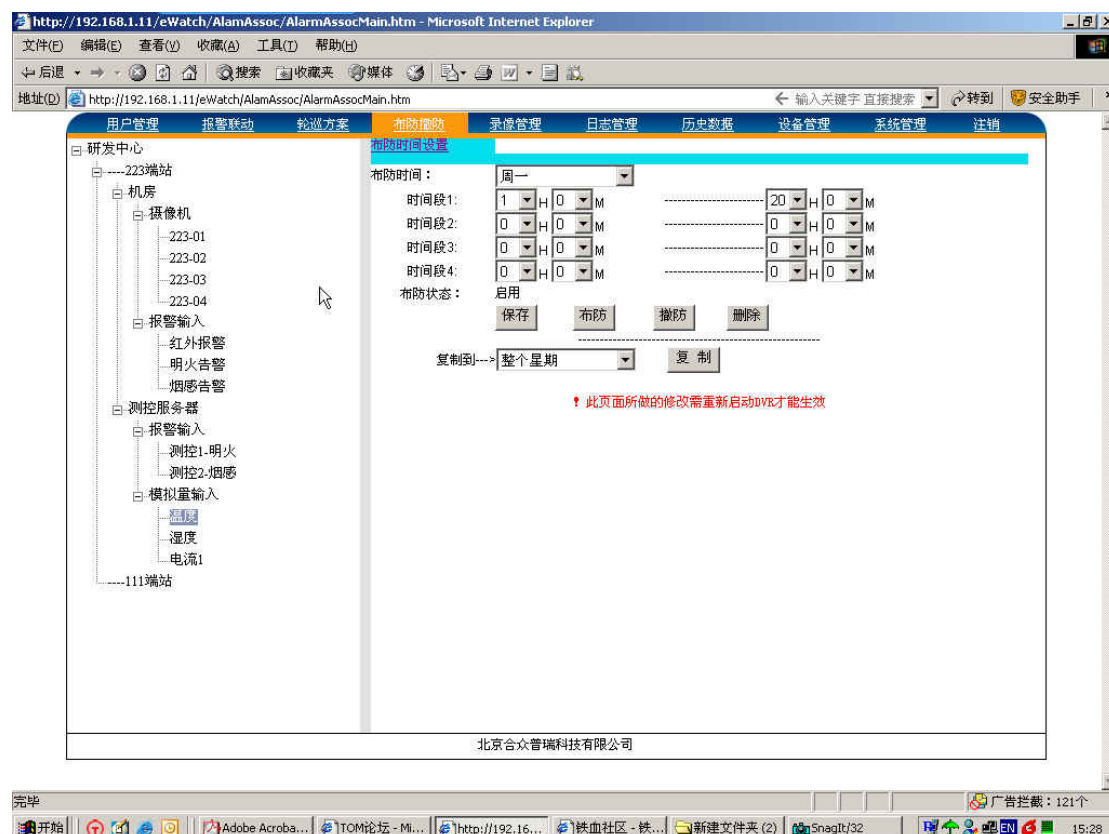 http://192.168.1.11/eWatch/AlamAssoc/AlarmAssocMain.htm - Microsoft Internet Explorer
文件(F) 编辑(E) 查看(V) 收藏(A) 工具(T) 帮助(H)
后退 搜索 收藏夹 媒体
地址(D) http://192.168.1.11/eWatch/AlamAssoc/AlarmAssocMain.htm 输入关键字 直接搜索 转到 安全助手
用户管理 报警联动 轮巡方案 布防撤防 录像管理 日志管理 历史数据 设备管理 系统管理 注销
研发中心
----223端站
机房
摄像机
223-01
223-02
223-03
223-04
报警输入
红外报警
明火告警
烟感告警
测控服务器
报警输入
测控1-明火
测控2-烟感
模拟量输入
温度
湿度
电流1
----111端站
布防时间设置
布防时间： 周一
时间段1: 1 H 0 M -------------------- 20 H 0 M
时间段2: 0 H 0 M -------------------- 0 H 0 M
时间段3: 0 H 0 M -------------------- 0 H 0 M
时间段4: 0 H 0 M -------------------- 0 H 0 M
布防状态： 启用
保存 布防 撤防 删除
--------------------------------------------------
复制到---> 整个星期 复 制
！此页面所做的修改需重新启动DVR才能生效
北京合众普瑞科技有限公司
完毕 广告拦截：121个
开始 Adobe Acroba... TOM论坛 - Mi... http://192.16... 铁血社区 - 铁... 新建文件夹 (2) SnagIt/32 EN 15:28